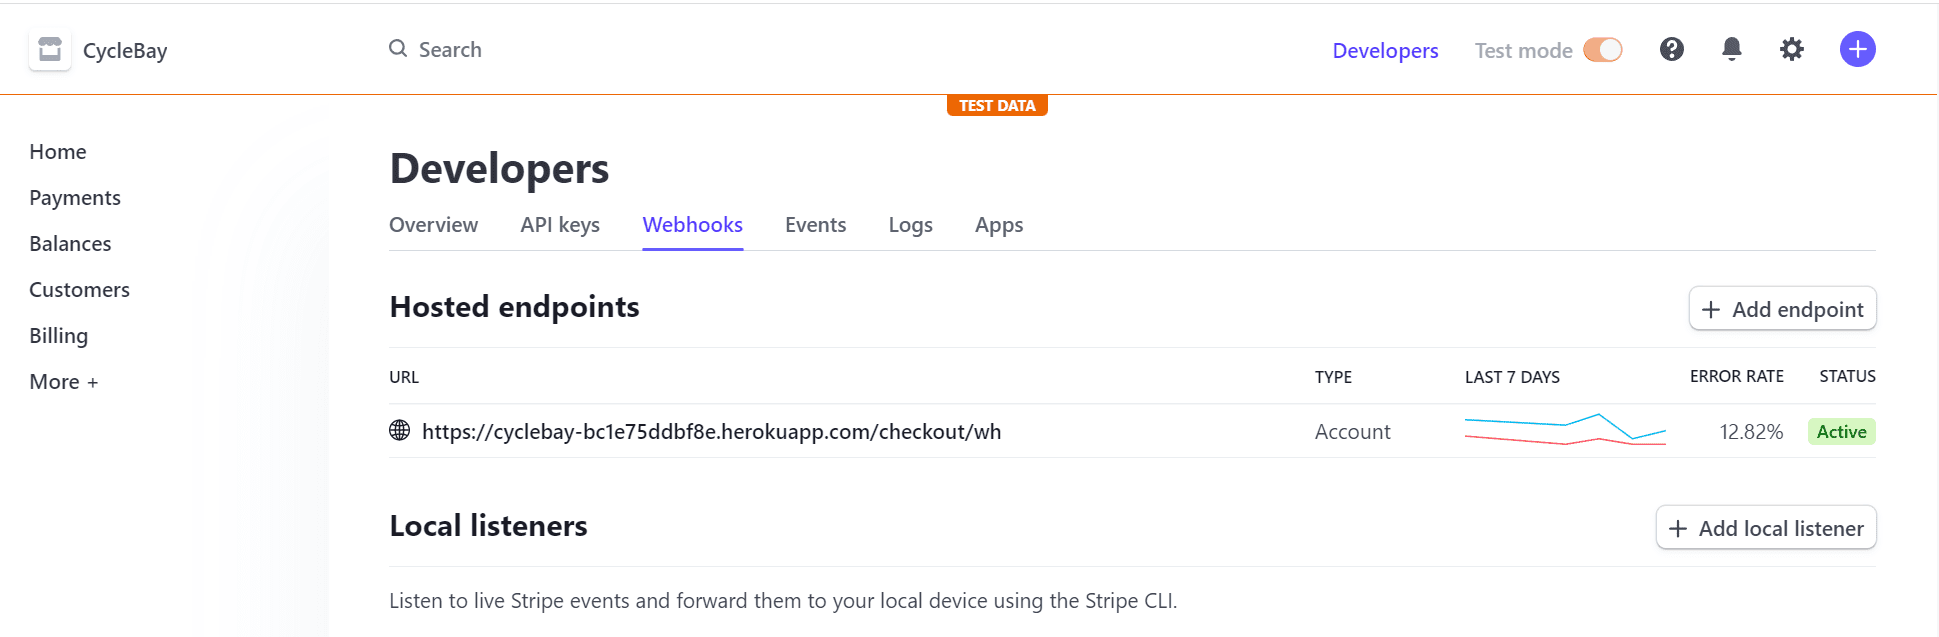 CycleBay
Search
Developers
Test mode
TEST DATA
Home
Payments
Balances
Customers
Billing
More +
Developers
Overview API keys Webhooks Events Logs Apps
Hosted endpoints
+ Add endpoint
URL TYPE LAST 7 DAYS ERROR RATE STATUS
https://cyclebay-bc1e75ddbf8e.herokuapp.com/checkout/wh Account 12.82% Active
Local listeners
+ Add local listener
Listen to live Stripe events and forward them to your local device using the Stripe CLI.